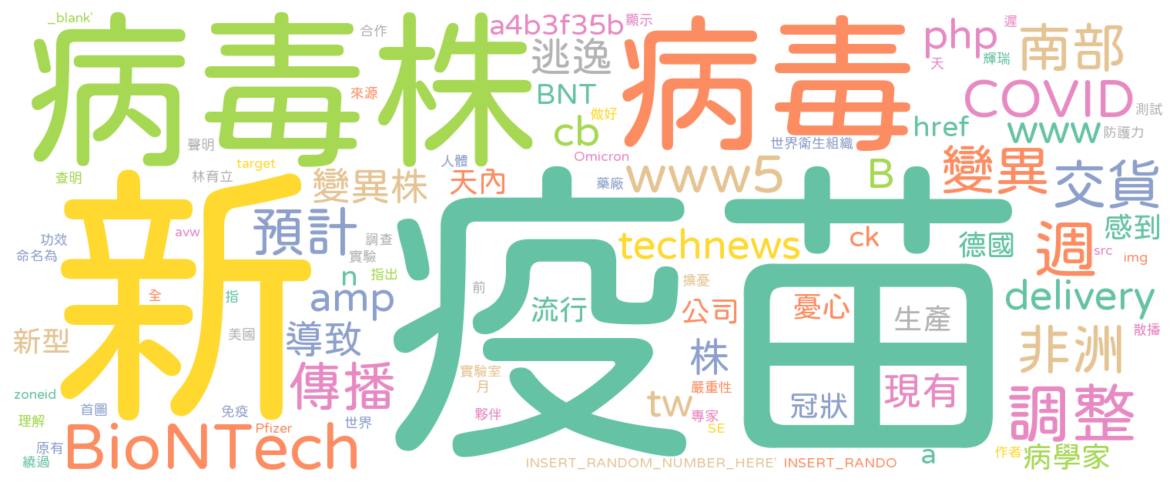 _blank'
合作
a4b3f35b
顯示
遲
病毒株
病毒
逃逸
php
南部
天
輝瑞
來源
BNT
COVID
測試
做好
cb
href
www
防護力
聲明
世界衛生組織
Omicron
target
人體
查明
林育立
變異株
天內
藥廠
www5
B
變異
交貨
新
疫苗
預計
technews
ck
德國
週
感到
avw
功效
命名為
調查
實驗
src
img
n
指出
全
指
amp
前
擴憂
delivery
流行
公司
憂心
生產
新型
美國
導致
株
非洲
散播
實驗室
月
傳播
嚴重性
現有
調整
zoneid
首圖
免疫
世界
tw
冠狀
理解
夥伴
專家
SE
Pfizer
原有
繞過
BioNTech
a
作者
病學家
INSERT_RANDOM_NUMBER_HERE'
INSERT_RANDO